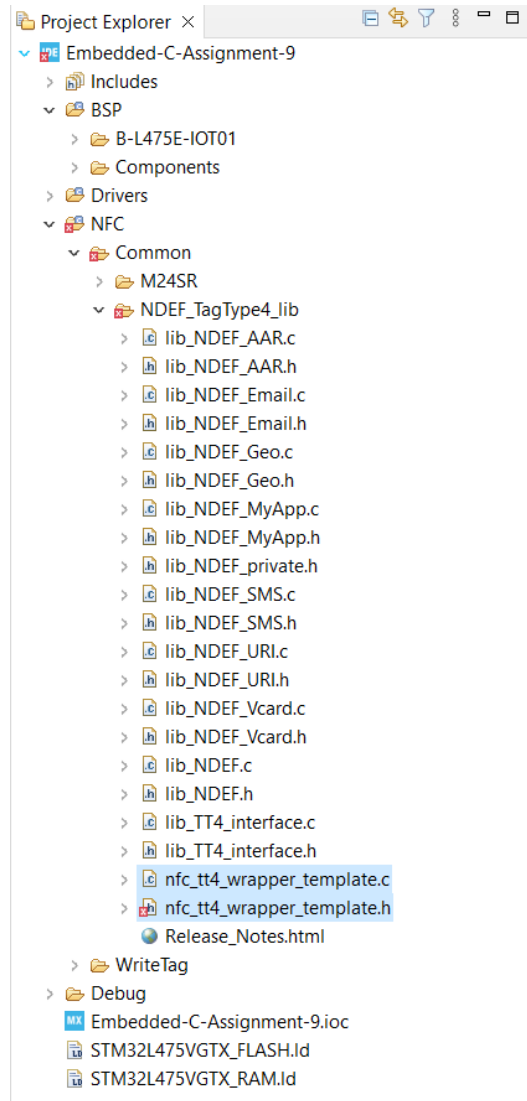 Project Explorer
Embedded-C-Assignment-9
Includes
BSP
B-L475E-IOT01
Components
Drivers
NFC
Common
M24SR
NDEF_TagType4_lib
lib_NDEF_AAR.c
lib_NDEF_AAR.h
lib_NDEF_Email.c
lib_NDEF_Email.h
lib_NDEF_Geo.c
lib_NDEF_Geo.h
lib_NDEF_MyApp.c
lib_NDEF_MyApp.h
lib_NDEF_private.h
lib_NDEF_SMS.c
lib_NDEF_SMS.h
lib_NDEF_URI.c
lib_NDEF_URI.h
lib_NDEF_Vcard.c
lib_NDEF_Vcard.h
lib_NDEF.c
lib_NDEF.h
lib_TT4_interface.c
lib_TT4_interface.h
nfc_tt4_wrapper_template.c
nfc_tt4_wrapper_template.h
Release_Notes.html
WriteTag
Debug
MX Embedded-C-Assignment-9.ioc
STM32L475VGTX_FLASH.ld
STM32L475VGTX_RAM.ld